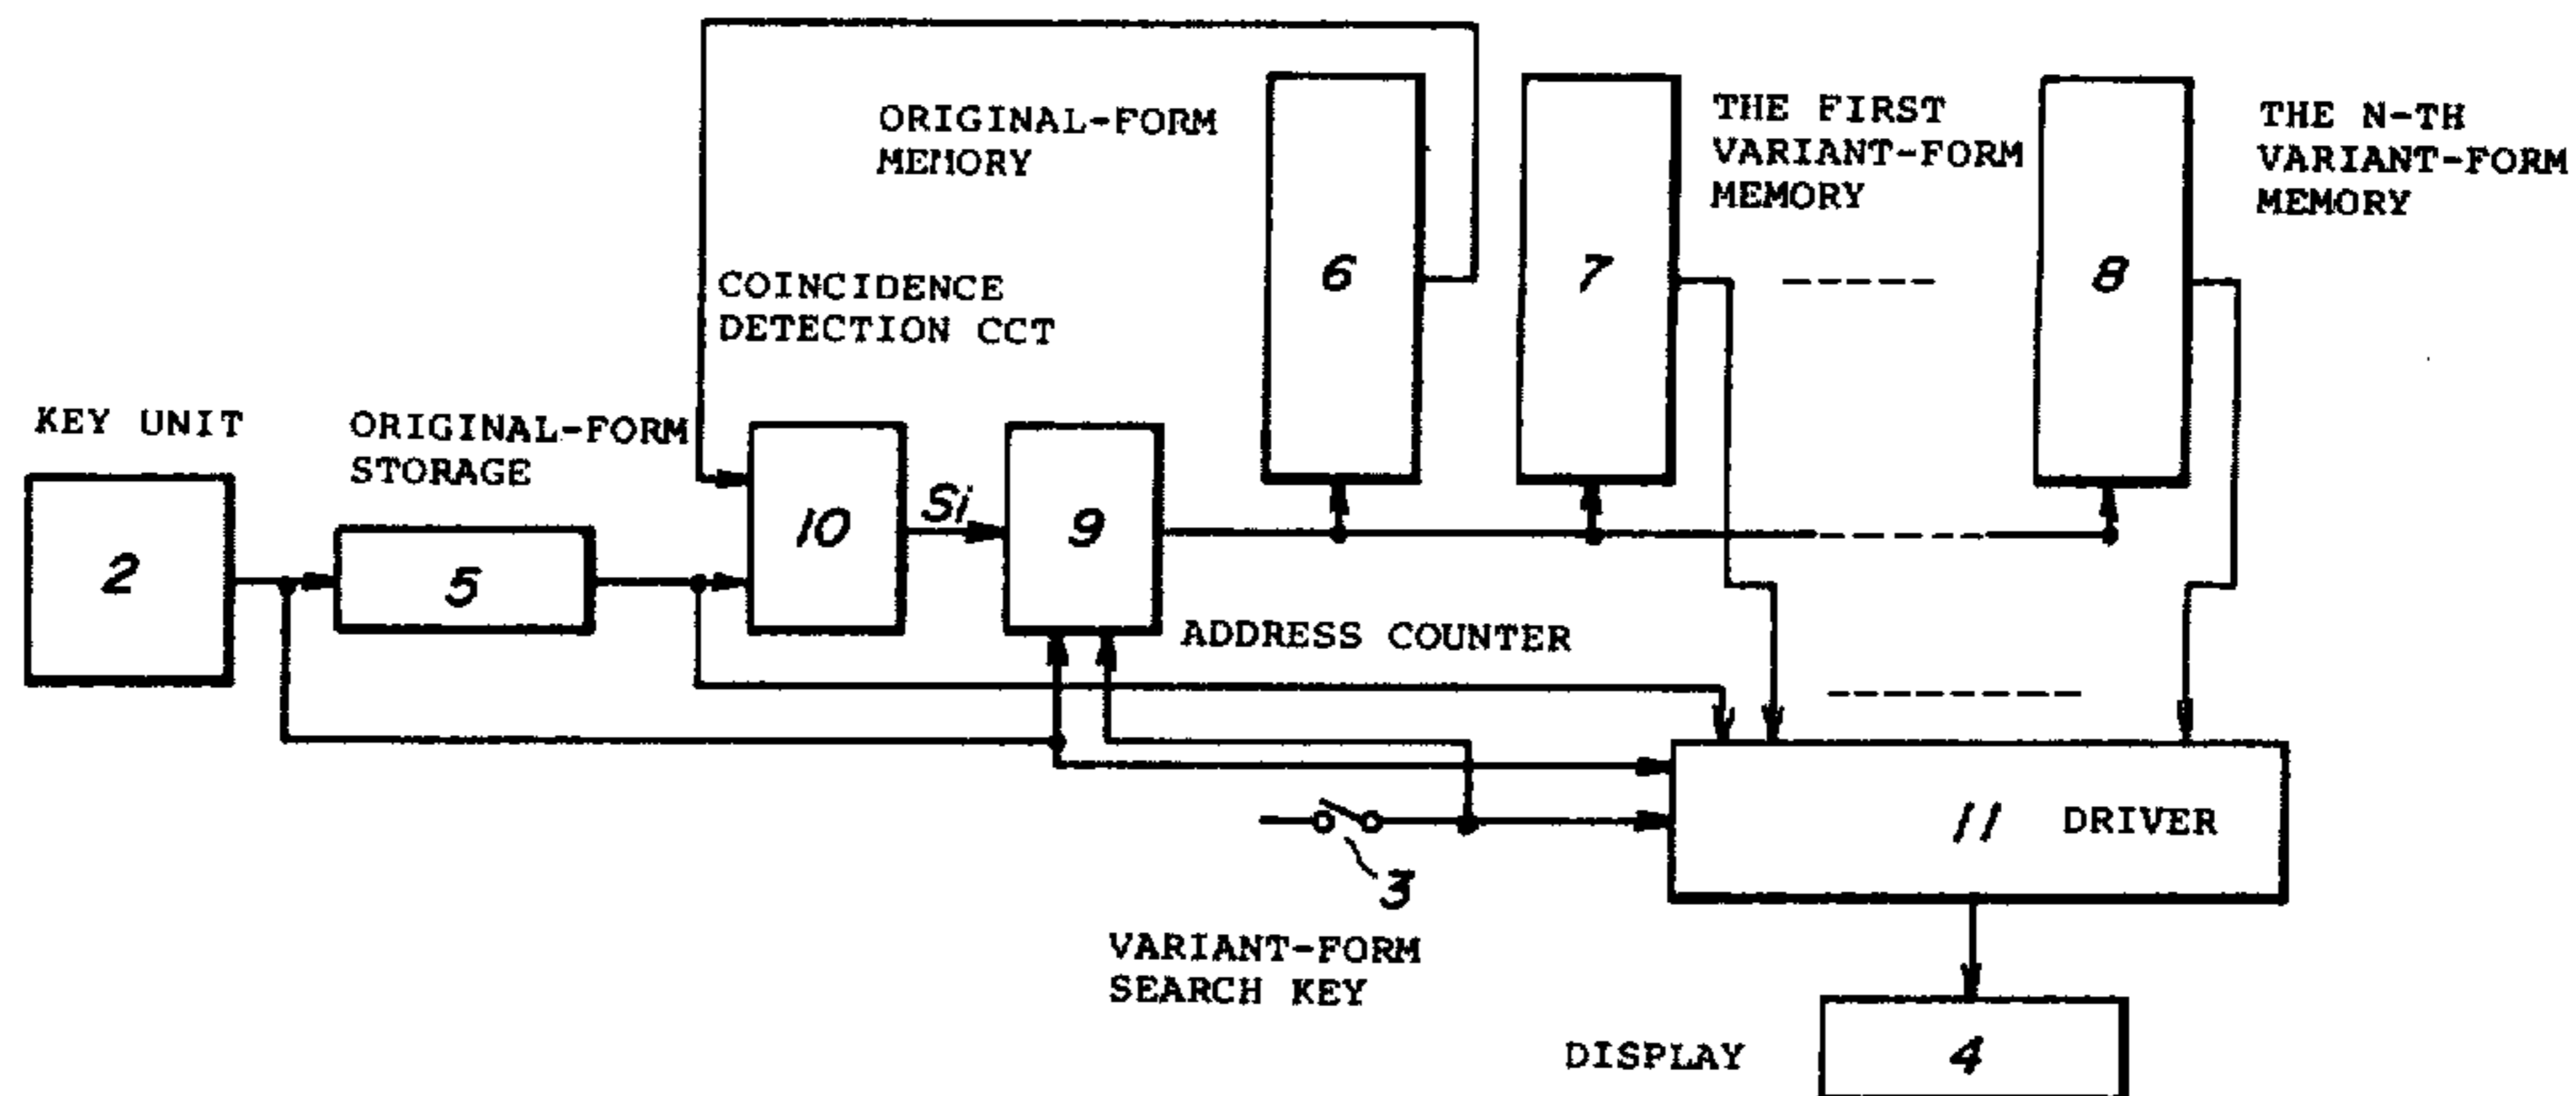 ORIGINAL-FORM
MEMORY
6
7
THE FIRST
VARIANT-FORM
MEMORY
8
THE N-TH
VARIANT-FORM
MEMORY
COINCIDENCE
DETECTION CCT
KEY UNIT
2
ORIGINAL-FORM
STORAGE
5
10
Si
9
ADDRESS COUNTER
11 DRIVER
3
VARIANT-FORM
SEARCH KEY
DISPLAY
4